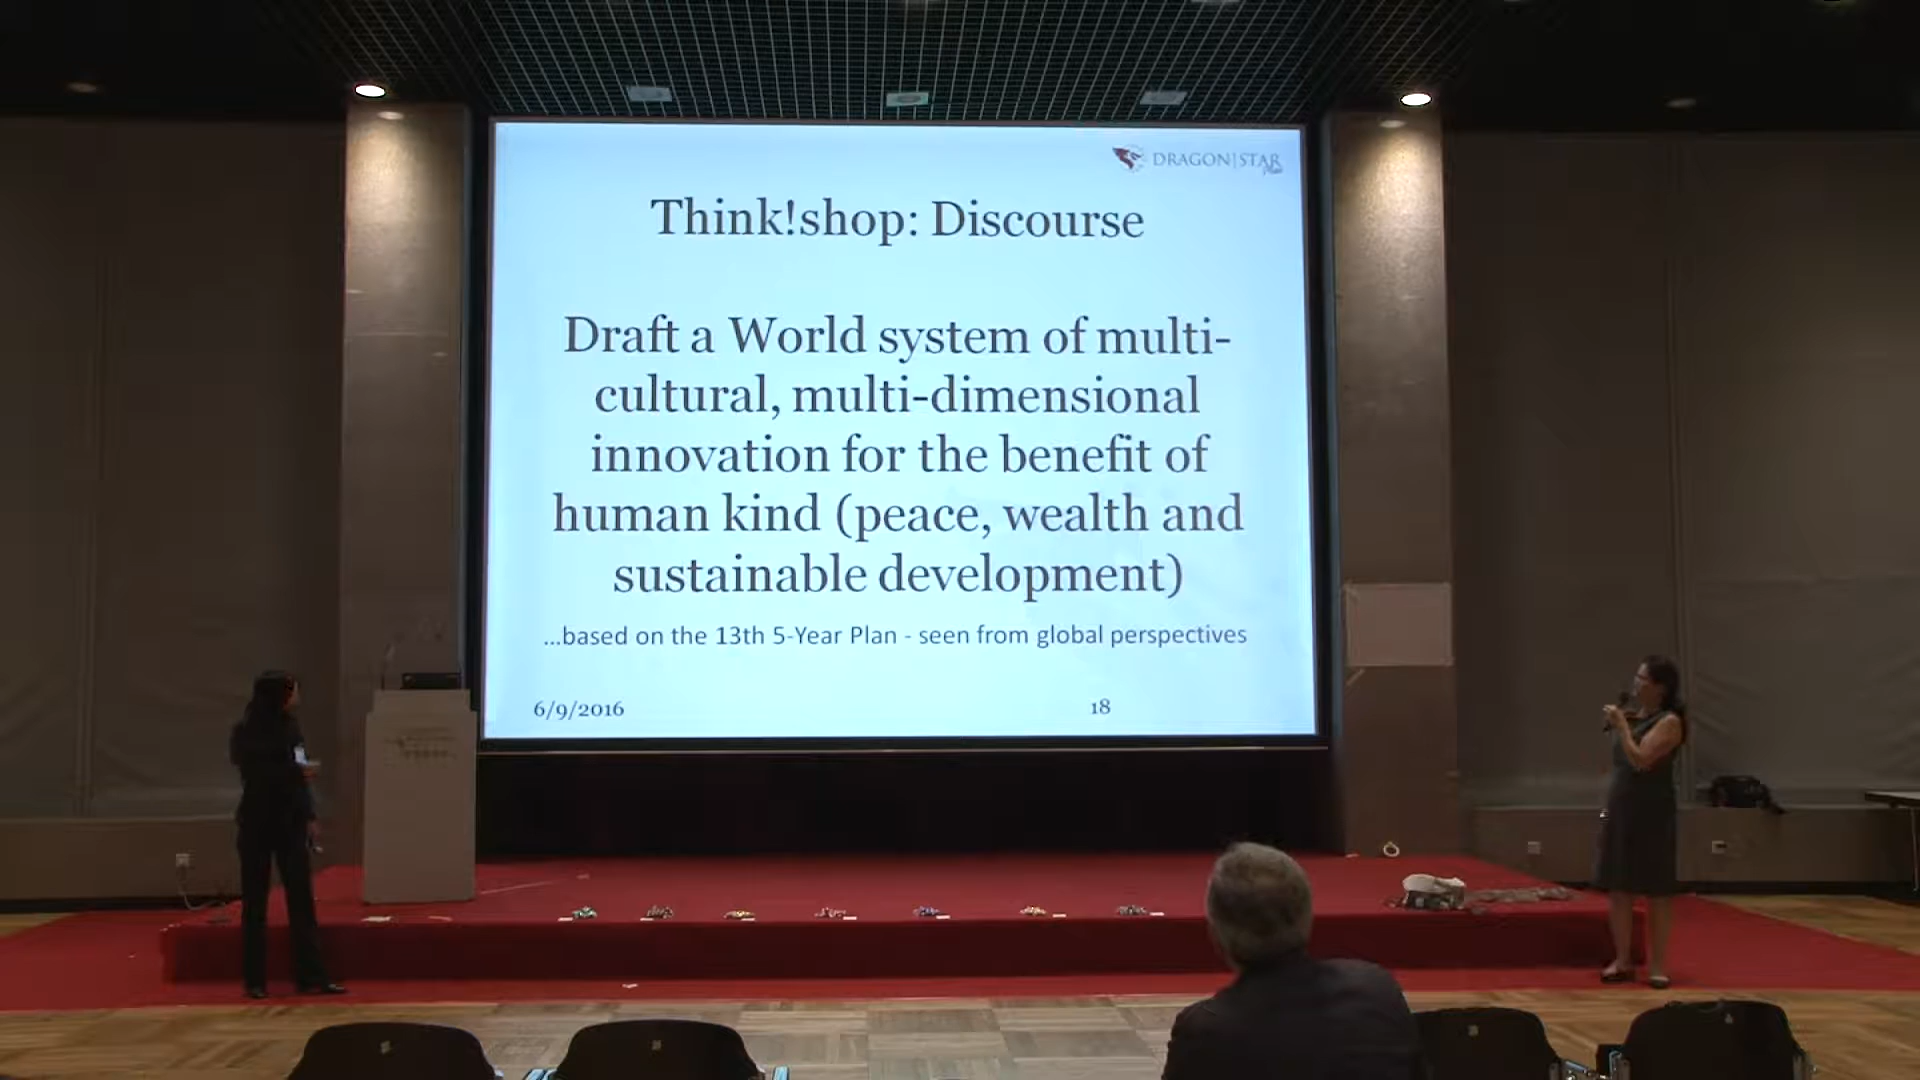 DRAGON|STAR
Plus
Think!shop: Discourse
Draft a World system of multi-
cultural, multi-dimensional
innovation for the benefit of
human kind (peace, wealth and
sustainable development)
...based on the 13th 5-Year Plan - seen from global perspectives
6/9/2016
18